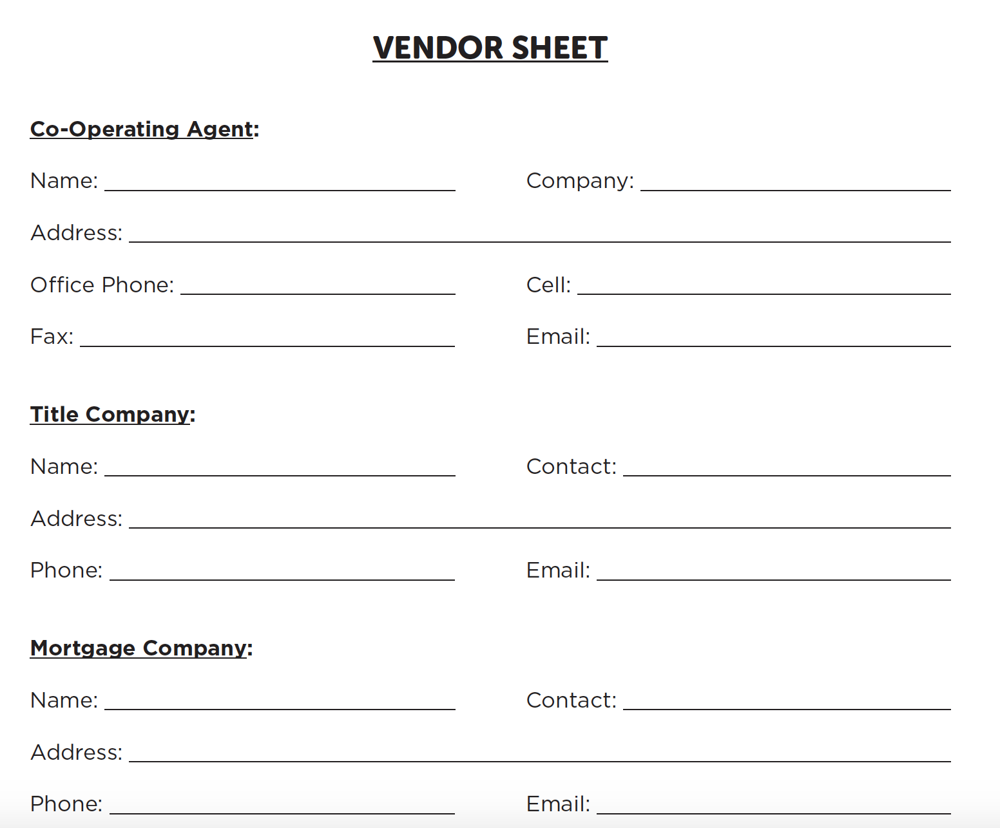 VENDOR SHEET
Co-Operating Agent:
Name: Company:
Address:
Office Phone: Cell:
Fax: Email:
Title Company:
Name: Contact:
Address:
Phone: Email:
Mortgage Company:
Name: Contact:
Address:
Phone: Email: